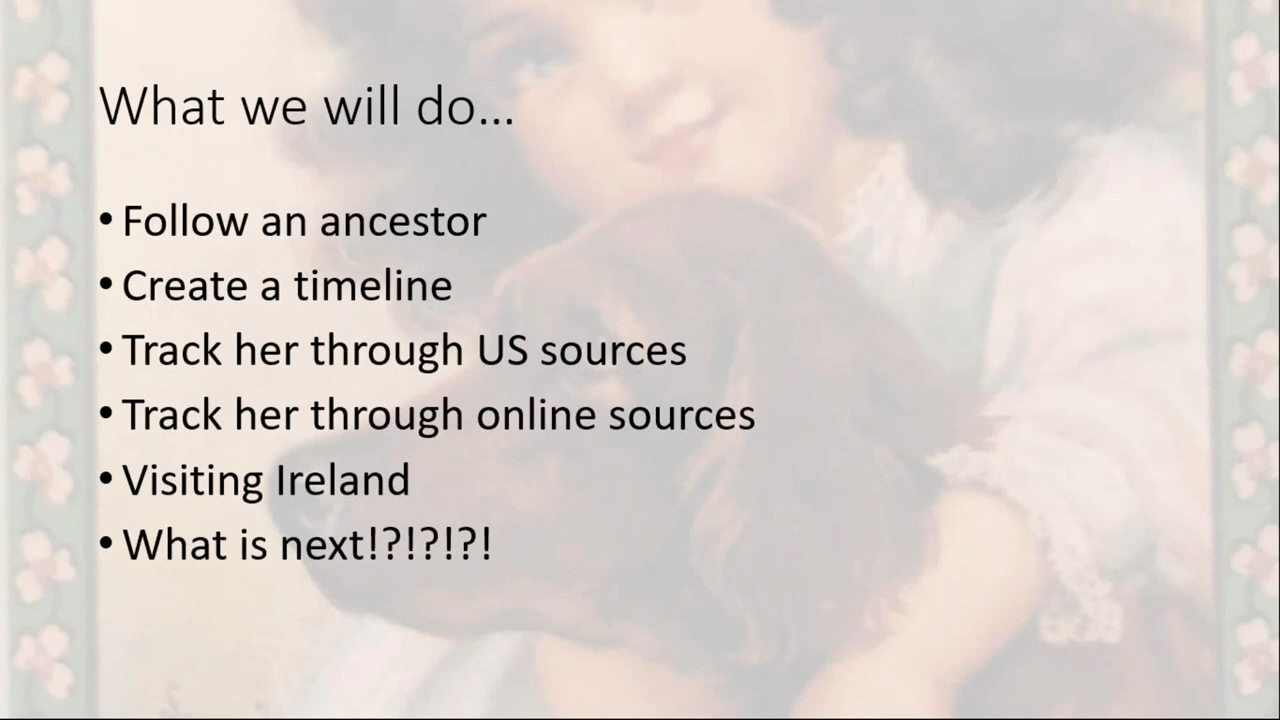 What we will do...
• Follow an ancestor
• Create a timeline
• Track her through US sources
• Track her through online sources
• Visiting Ireland
• What is next!?!?!?!